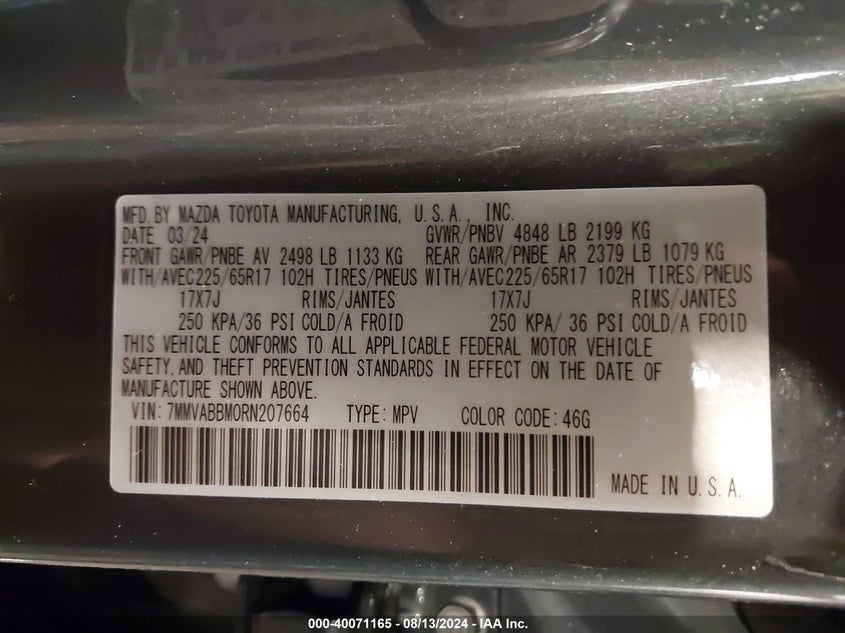 MFD. BY MAZDA TOYOTA MANUFACTURING, U.S.A., INC.
DATE 03/24 GVWR/PNBV 4848 LB 2199 KG
FRONT GAWR/PNBE AV 2498 LB 1133 KG REAR GAWR/PNBE AR 2379 LB 1079 KG
WITH/AVEC225/65R17 102H TIRES/PNEUS WITH/AVEC225/65R17 102H TIRES/PNEUS
17X7J RIMS/JANTES 17X7J RIMS/JANTES
250 KPA/36 PSI COLD/A FROID 250 KPA/ 36 PSI COLD/A FROID
THIS VEHICLE CONFORMS TO ALL APPLICABLE FEDERAL MOTOR VEHICLE
SAFETY, AND THEFT PREVENTION STANDARDS IN EFFECT ON THE DATE OF
MANUFACTURE SHOWN ABOVE.
VIN: 7MMVABBM0RN207664 TYPE: MPV COLOR CODE: 46G
MADE IN U.S.A.
000-40071165 - 08/13/2024 - IAA Inc.